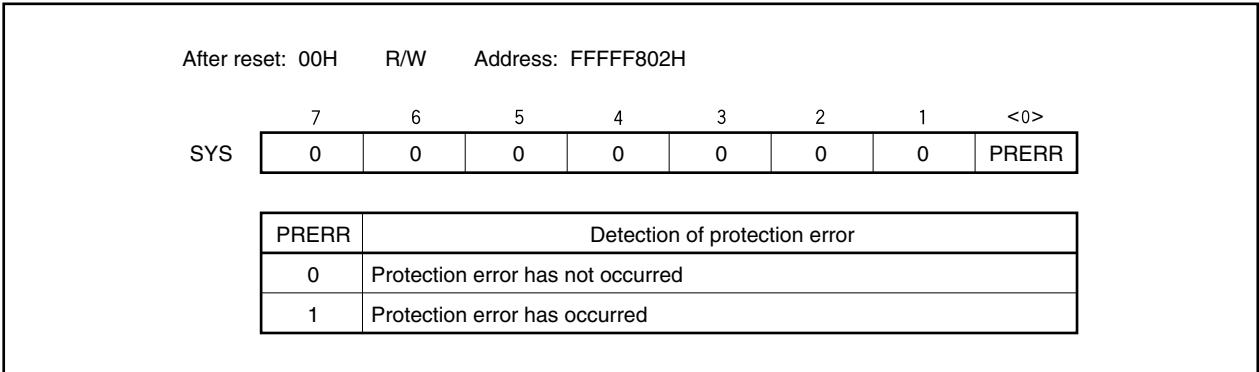 After reset: 00H R/W Address: FFFFF802H
7 6 5 4 3 2 1 <0>
SYS 0 0 0 0 0 0 0 PRERR
PRERR Detection of protection error
0 Protection error has not occurred
1 Protection error has occurred